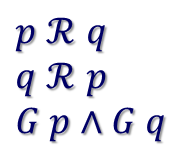 p ℛ q
q ℛ p
G p ∧ G q